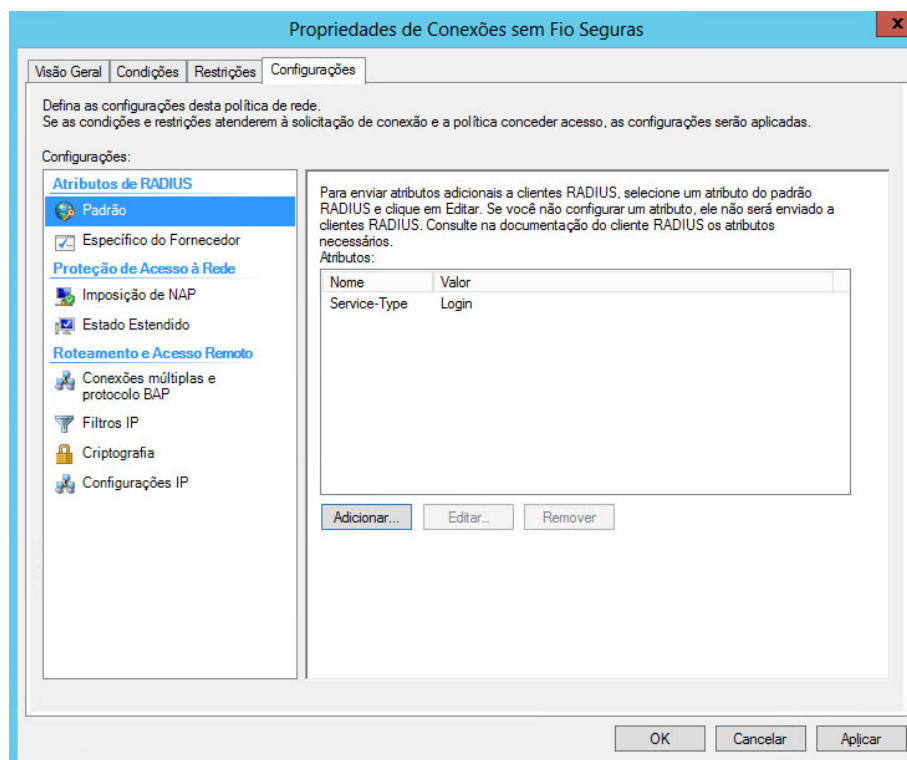 Propriedades de Conexões sem Fio Seguras
x
Visão Geral
Condições
Restrições
Configurações
Defina as configurações desta política de rede.
Se as condições e restrições atenderem à solicitação de conexão e a política conceder acesso, as configurações serão aplicadas.
Configurações:
Atributos de RADIUS
Padrão
Específico do Fornecedor
Proteção de Acesso à Rede
Imposição de NAP
Estado Estendido
Roteamento e Acesso Remoto
Conexões múltiplas e
protocolo BAP
Filtros IP
Criptografia
Configurações IP
Para enviar atributos adicionais a clientes RADIUS, selecione um atributo do padrão
RADIUS e clique em Editar. Se você não configurar um atributo, ele não será enviado a
clientes RADIUS. Consulte na documentação do cliente RADIUS os atributos
necessários.
Atributos:
Nome Valor
Service-Type Login
Adicionar... Editar... Remover
OK Cancelar Aplicar